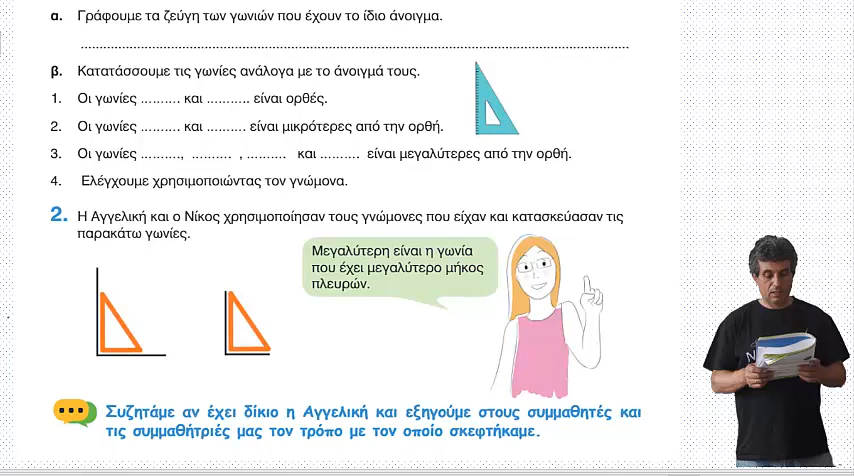 α. Γράφουμε τα ζεύγη των γωνιών που έχουν το ίδιο άνοιγμα.
β. Κατατάσσουμε τις γωνίες ανάλογα με το άνοιγμά τους.
1. Οι γωνίες .......... και ........... είναι ορθές.
2. Οι γωνίες .......... και .......... είναι μικρότερες από την ορθή.
3. Οι γωνίες .........., .......... , .......... και .......... είναι μεγαλύτερες από την ορθή.
4. Ελέγχουμε χρησιμοποιώντας τον γνώμονα.
2. Η Αγγελική και ο Νίκος χρησιμοποίησαν τους γνώμονες που είχαν και κατασκεύασαν τις
παρακάτω γωνίες.
Μεγαλύτερη είναι η γωνία
που έχει μεγαλύτερο μήκος
πλευρών.
Συζητάμε αν έχει δίκιο η Αγγελική και εξηγούμε στους συμμαθητές και
τις συμμαθήτριές μας τον τρόπο με τον οποίο σκεφτήκαμε.